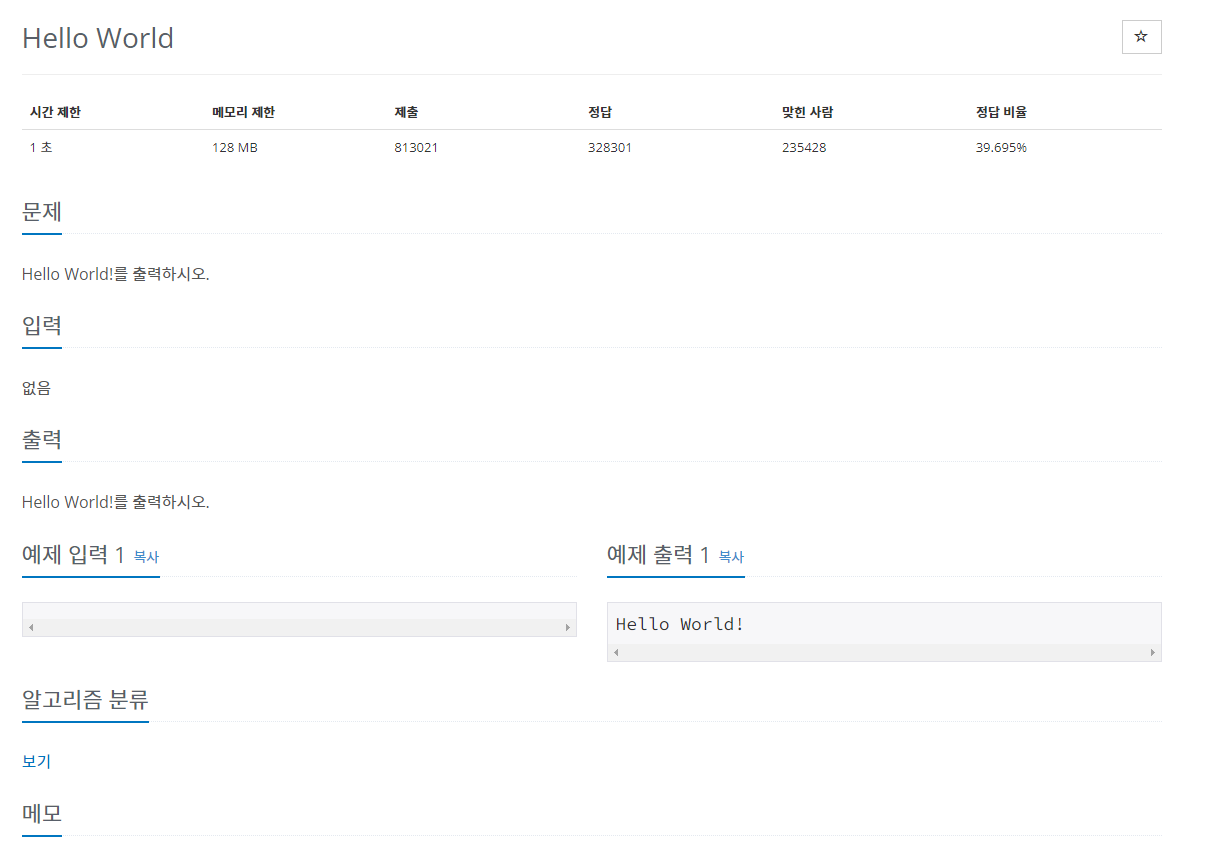 Hello World
시간 제한 메모리 제한 제출 정답 맞힌 사람 정답 비율
1 초 128 MB 813021 328301 235428 39.695%
문제
Hello World!를 출력하시오.
입력
없음
출력
Hello World!를 출력하시오.
예제 입력 1 복사
예제 출력 1 복사
Hello World!
알고리즘 분류
보기
메모